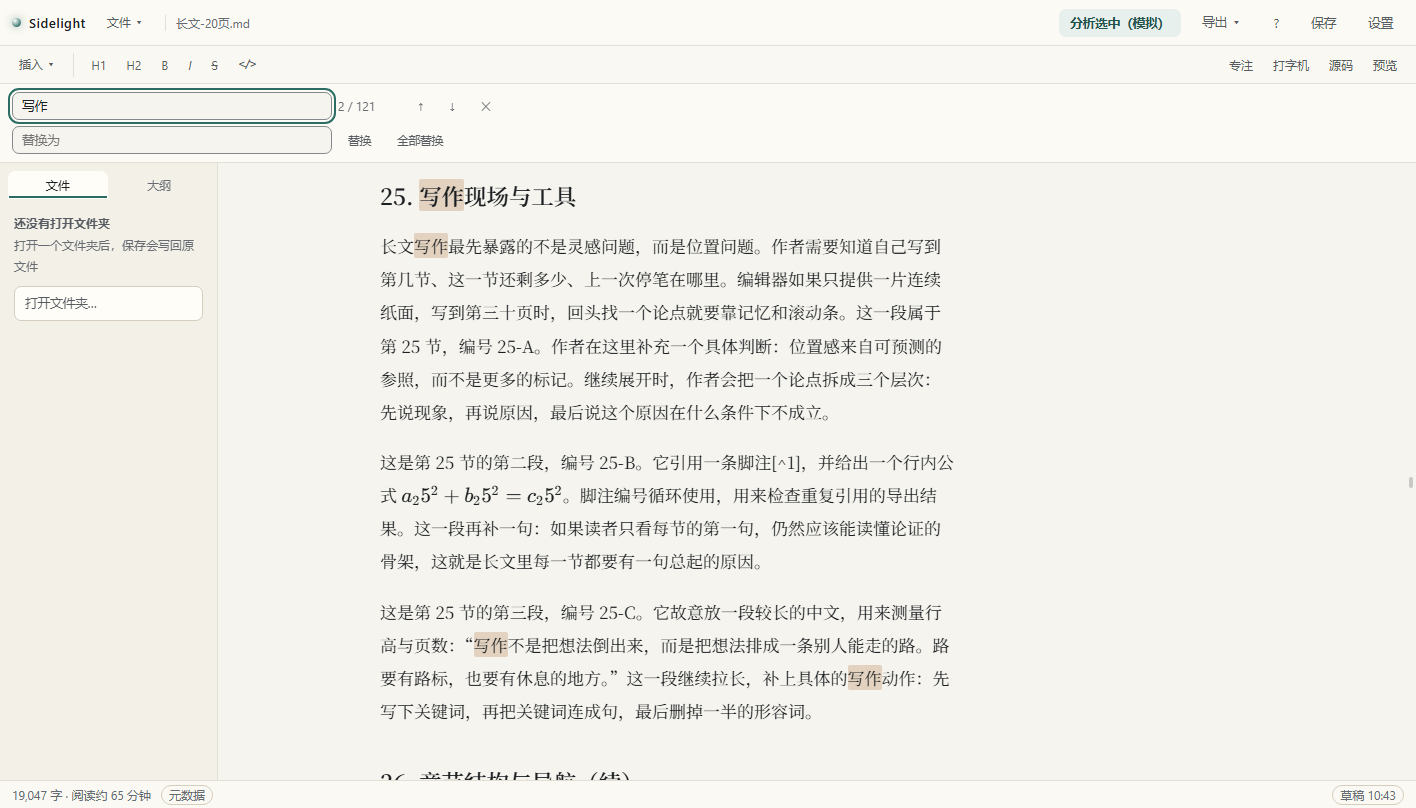 Sidelight 文件 ▾ 长文-20页.md 分析选中（模拟） 导出 ▾ ? 保存 设置
插入 ▾ H1 H2 B I S </> 专注 打字机 源码 预览
写作 2 / 121 ↑ ↓ ×
替换为 替换 全部替换
文件 大纲
还没有打开文件夹
打开一个文件夹后，保存会写回原
文件
打开文件夹...
25. 写作现场与工具
长文写作最先暴露的不是灵感问题，而是位置问题。作者需要知道自己写到
第几节、这一节还剩多少、上一次停笔在哪里。编辑器如果只提供一片连续
纸面，写到第三十页时，回头找一个论点就要靠记忆和滚动条。这一段属于
第 25 节，编号 25-A。作者在这里补充一个具体判断：位置感来自可预测的
参照，而不是更多的标记。继续展开时，作者会把一个论点拆成三个层次：
先说现象，再说原因，最后说这个原因在什么条件下不成立。
这是第 25 节的第二段，编号 25-B。它引用一条脚注[^1]，并给出一个行内公
式 a₂5² + b₂5² = c₂5²。脚注编号循环使用，用来检查重复引用的导出结
果。这一段再补一句：如果读者只看每节的第一句，仍然应该能读懂论证的
骨架，这就是长文里每一节都要有一句总起的原因。
这是第 25 节的第三段，编号 25-C。它故意放一段较长的中文，用来测量行
高与页数：“写作不是把想法倒出来，而是把想法排成一条别人能走的路。路
要有路标，也要有休息的地方。”这一段继续拉长，补上具体的写作动作：先
写下关键词，再把关键词连成句，最后删掉一半的形容词。
26. 章节结构与导航（续）
19,047 字 · 阅读约 65 分钟 元数据 草稿 10:43